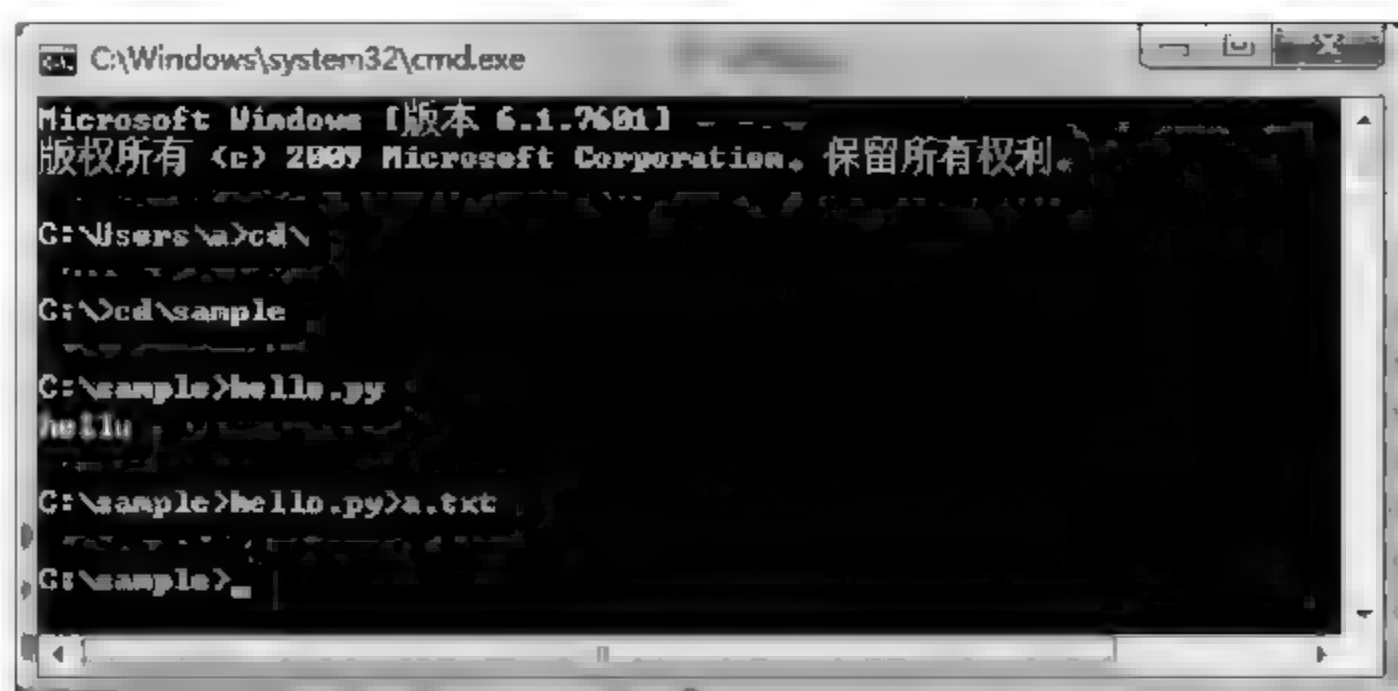 C:\Windows\system32\cmd.exe
Microsoft Windows [版本 6.1.7601]
版权所有 (c) 2009 Microsoft Corporation。保留所有权利。
C:\Users\a>cd\
C:\>cd\sample
C:\sample>hello.py
hello
C:\sample>hello.py>a.txt
C:\sample>_